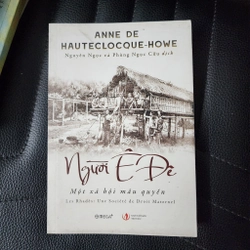 ANNE DE
HAUTECLOCQUE-HOWE
Nguyên Ngọc và Phùng Ngọc Cửu dịch
Người Ê Đê
Một xã hội mẫu quyền
Les Rhadés: Une Société de Droit Maternel